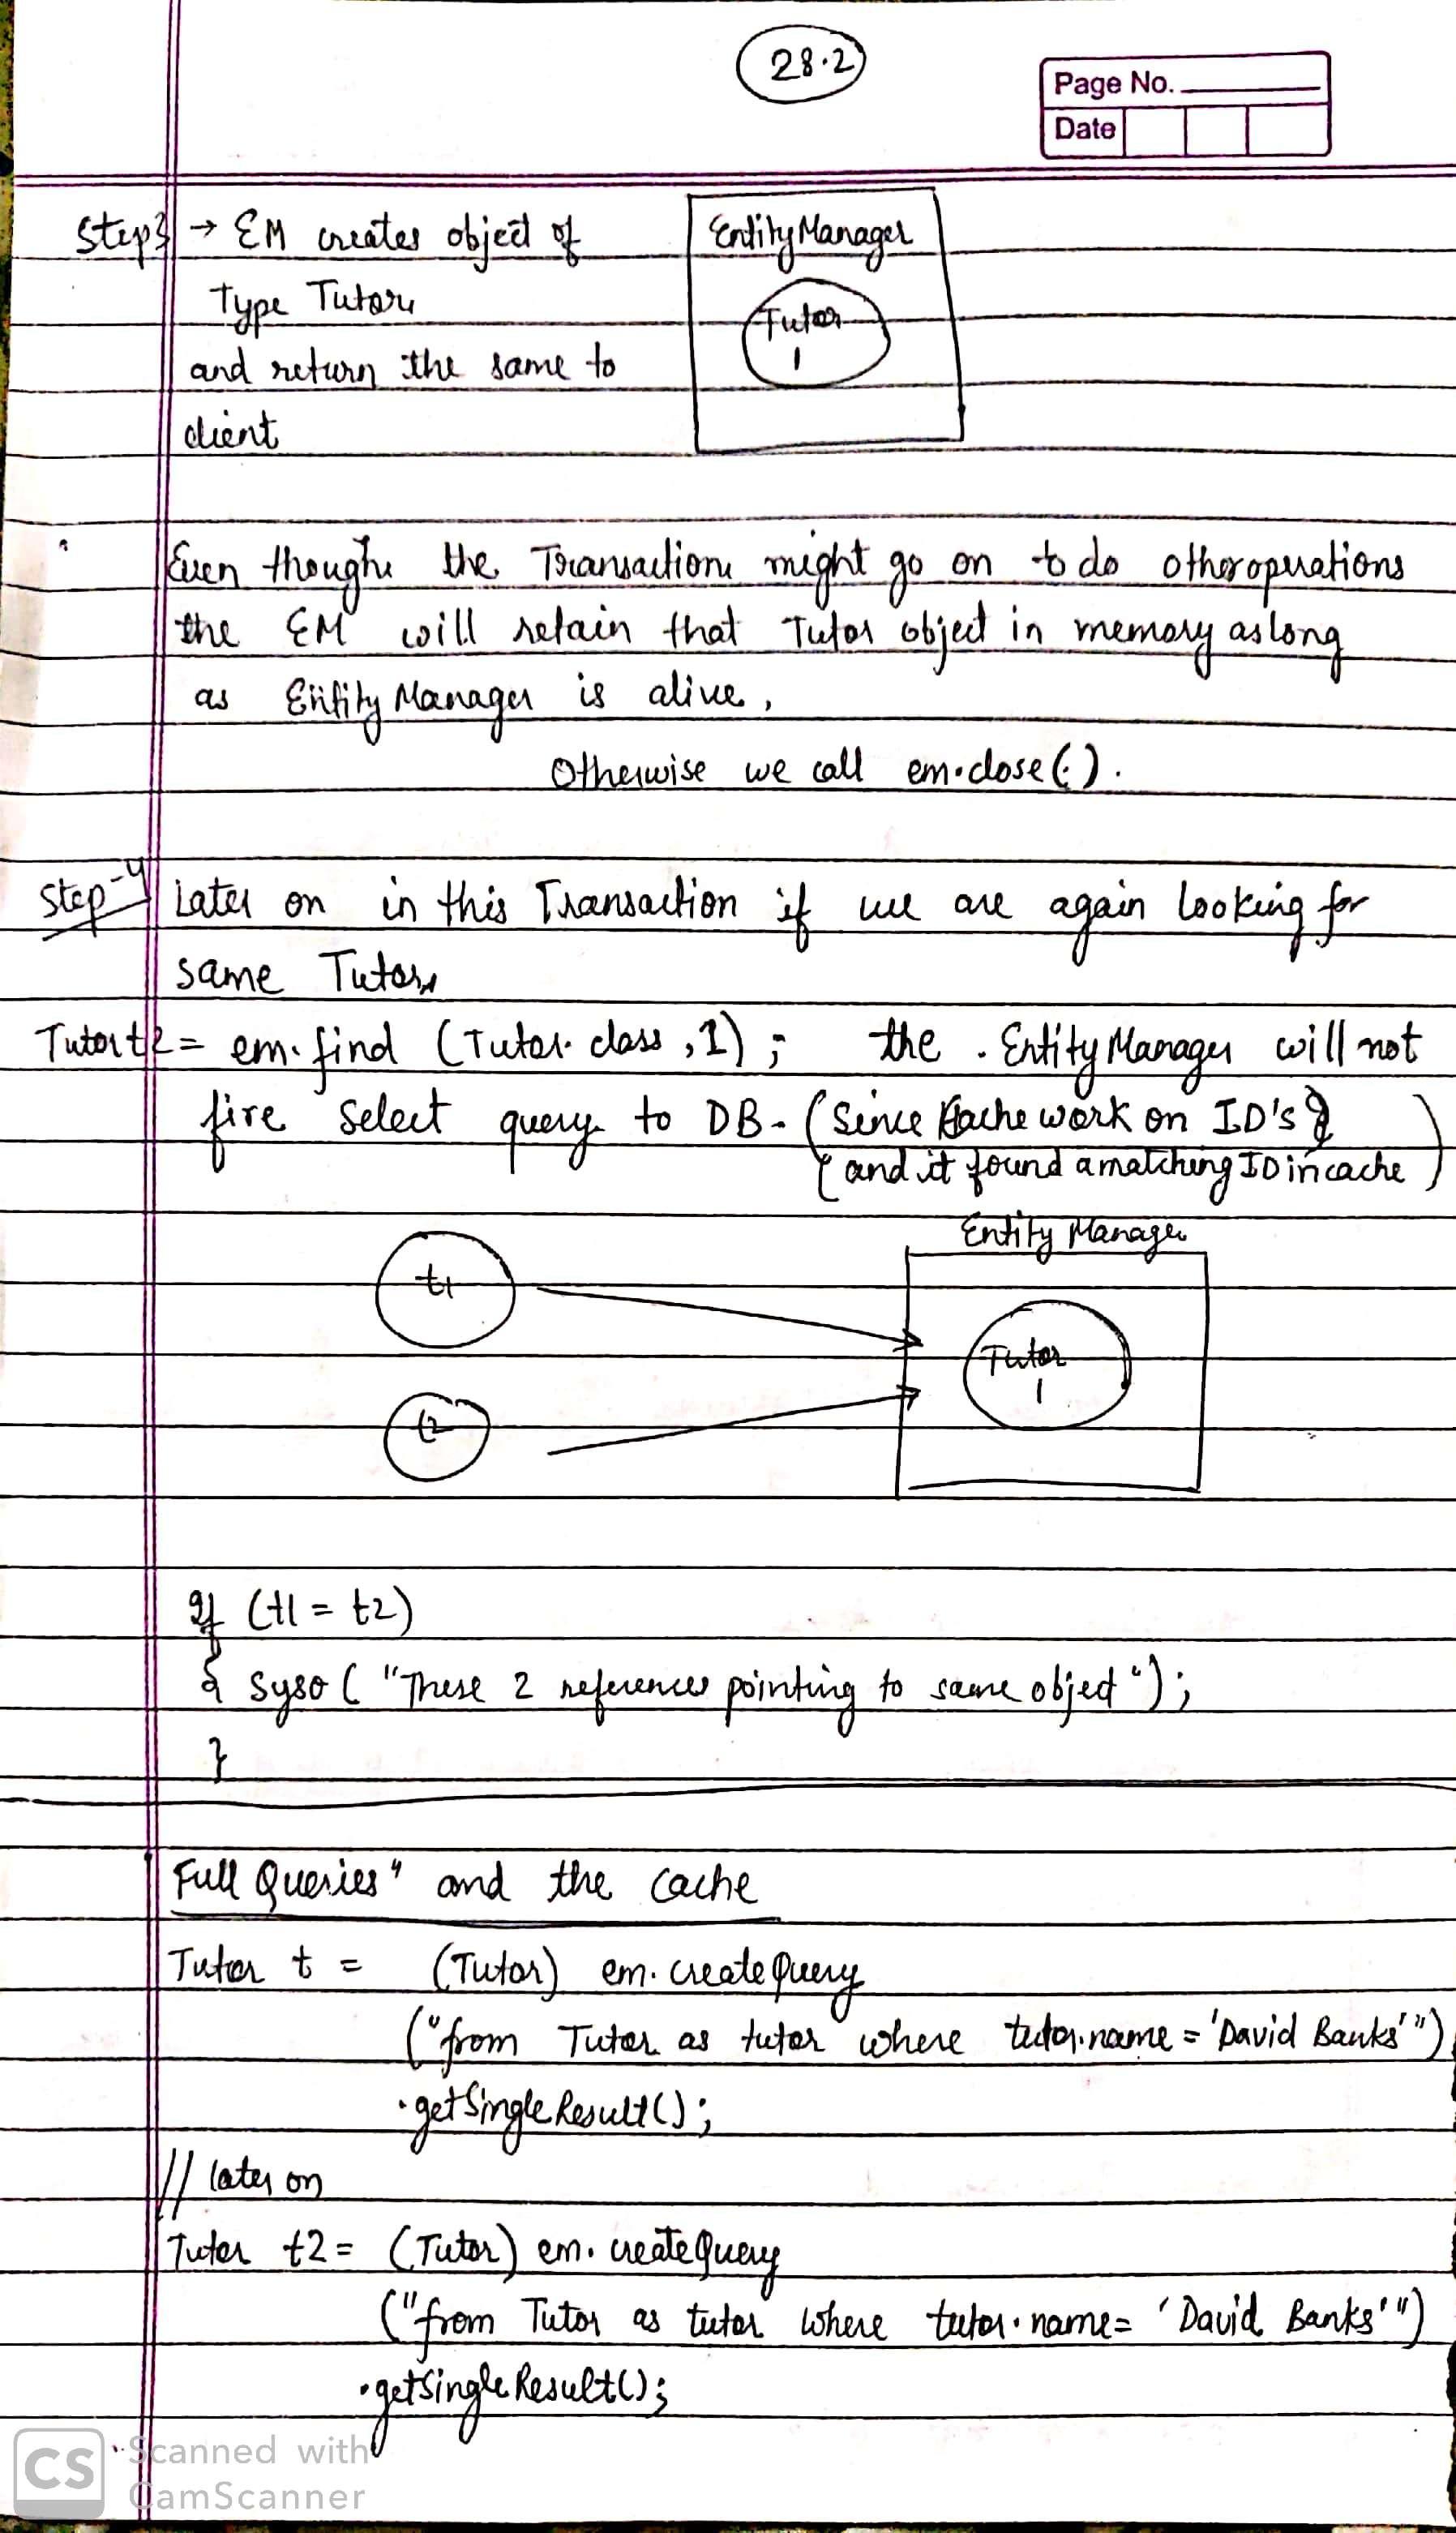 28.2
Page No.
Date
Step3 → EM creates object of
Type Tutor
and return the same to
client
EntityManager
Tutor
1
Even though the Transaction might go on to do other operations
the EM will retain that Tutor object in memory as long
as Entity Manager is alive,
Otherwise we call em.close().
Step-4 Later on in this Transaction if we are again looking for
same Tutor
Tutor t2 = em.find (Tutor.class, 1); the Entity Manager will not
fire select query to DB. (Since Cache work on ID's &
and it found a matching ID in cache)
Entity Manager
t1
Tutor
1
t2
If (t1 = t2)
{ syso ( "These 2 references pointing to same object");
}
Full Queries" and the cache
Tutor t = (Tutor) em.createQuery
("from Tutor as tutor where tutor.name = 'David Banks'")
.getSingleResult();
// later on
Tutor t2 = (Tutor) em.createQuery
("from Tutor as tutor where tutor.name = 'David Banks'")
.getSingleResult();
CS Scanned with
CamScanner